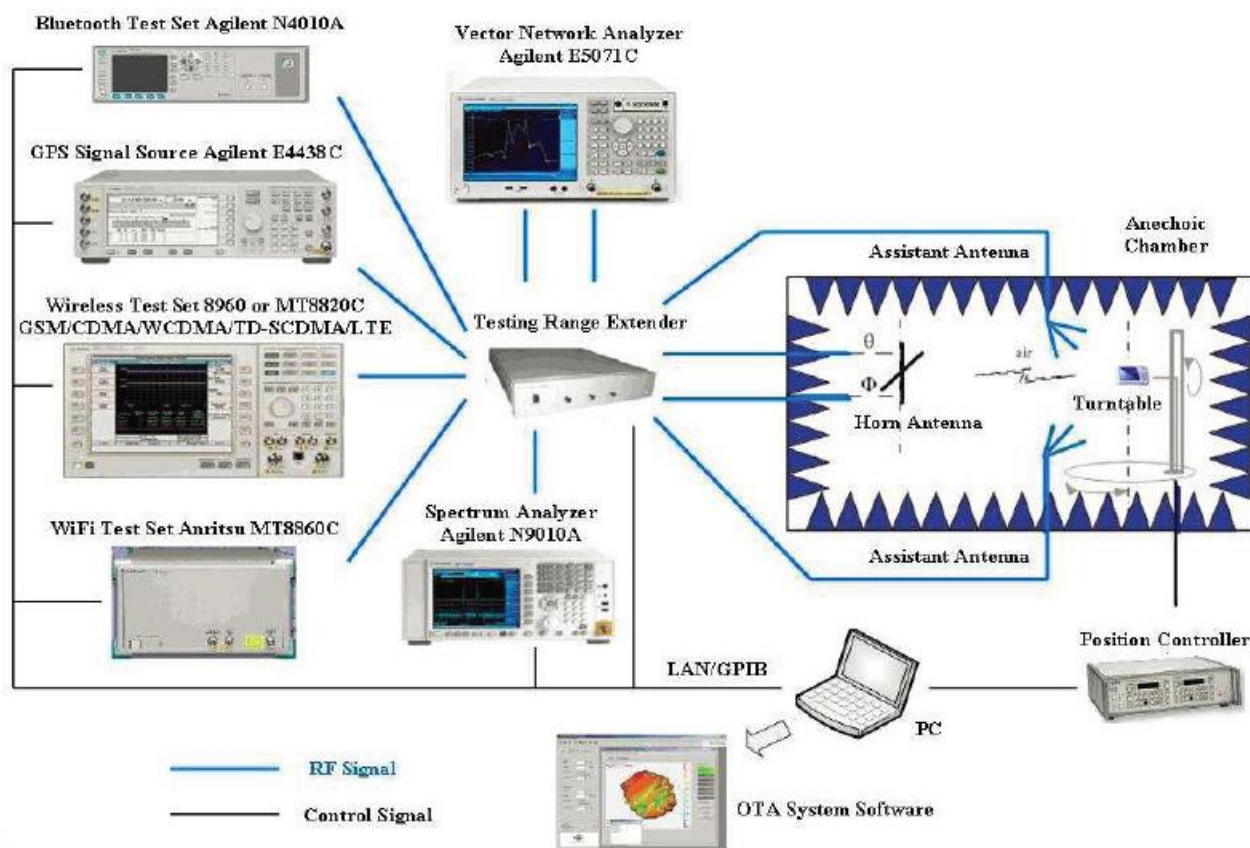 Bluetooth Test Set Agilent N4010A
Vector Network Analyzer
Agilent E5071C
GPS Signal Source Agilent E4438C
Anechoic
Chamber
Assistant Antenna
Wireless Test Set 8960 or MT8820C
GSM/CDMA/WCDMA/TD-SCDMA/LTE
Testing Range Extender
θ
air
Φ
Turntable
Horn Antenna
WiFi Test Set Anritsu MT8860C
Spectrum Analyzer
Agilent N9010A
Assistant Antenna
Position Controller
LAN/GPIB
PC
RF Signal
Control Signal
OTA System Software